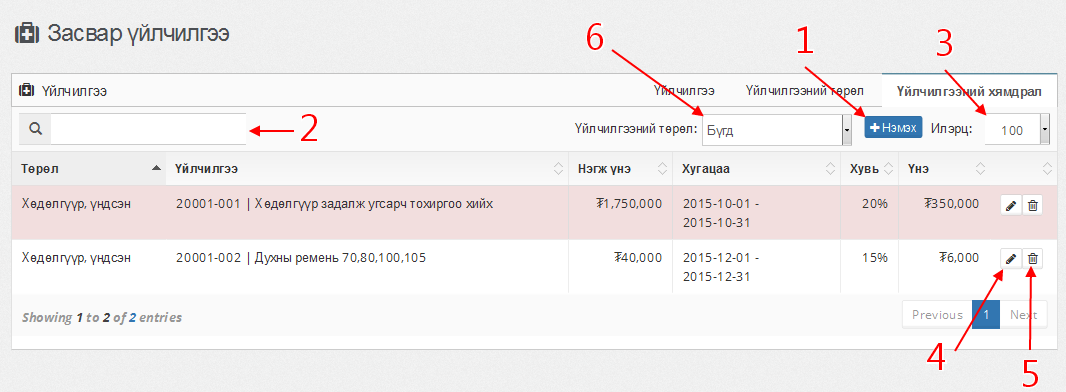 Засвар үйлчилгээ
6
1
3
Үйлчилгээ
Үйлчилгээ
Үйлчилгээний төрөл
Үйлчилгээний хямдрал
2
Үйлчилгээний төрөл:
Бүгд
Нэмэх
Илэрц:
100
Төрөл
Үйлчилгээ
Нэгж үнэ
Хугацаа
Хувь
Үнэ
Хөдөлгүүр, үндсэн
20001-001 | Хөдөлгүүр задалж угсарч тохиргоо хийх
₮1,750,000
2015-10-01 -
2015-10-31
20%
₮350,000
Хөдөлгүүр, үндсэн
20001-002 | Духны ремень 70,80,100,105
₮40,000
2015-12-01 -
2015-12-31
15%
₮6,000
Showing 1 to 2 of 2 entries
Previous
1
Next
4
5